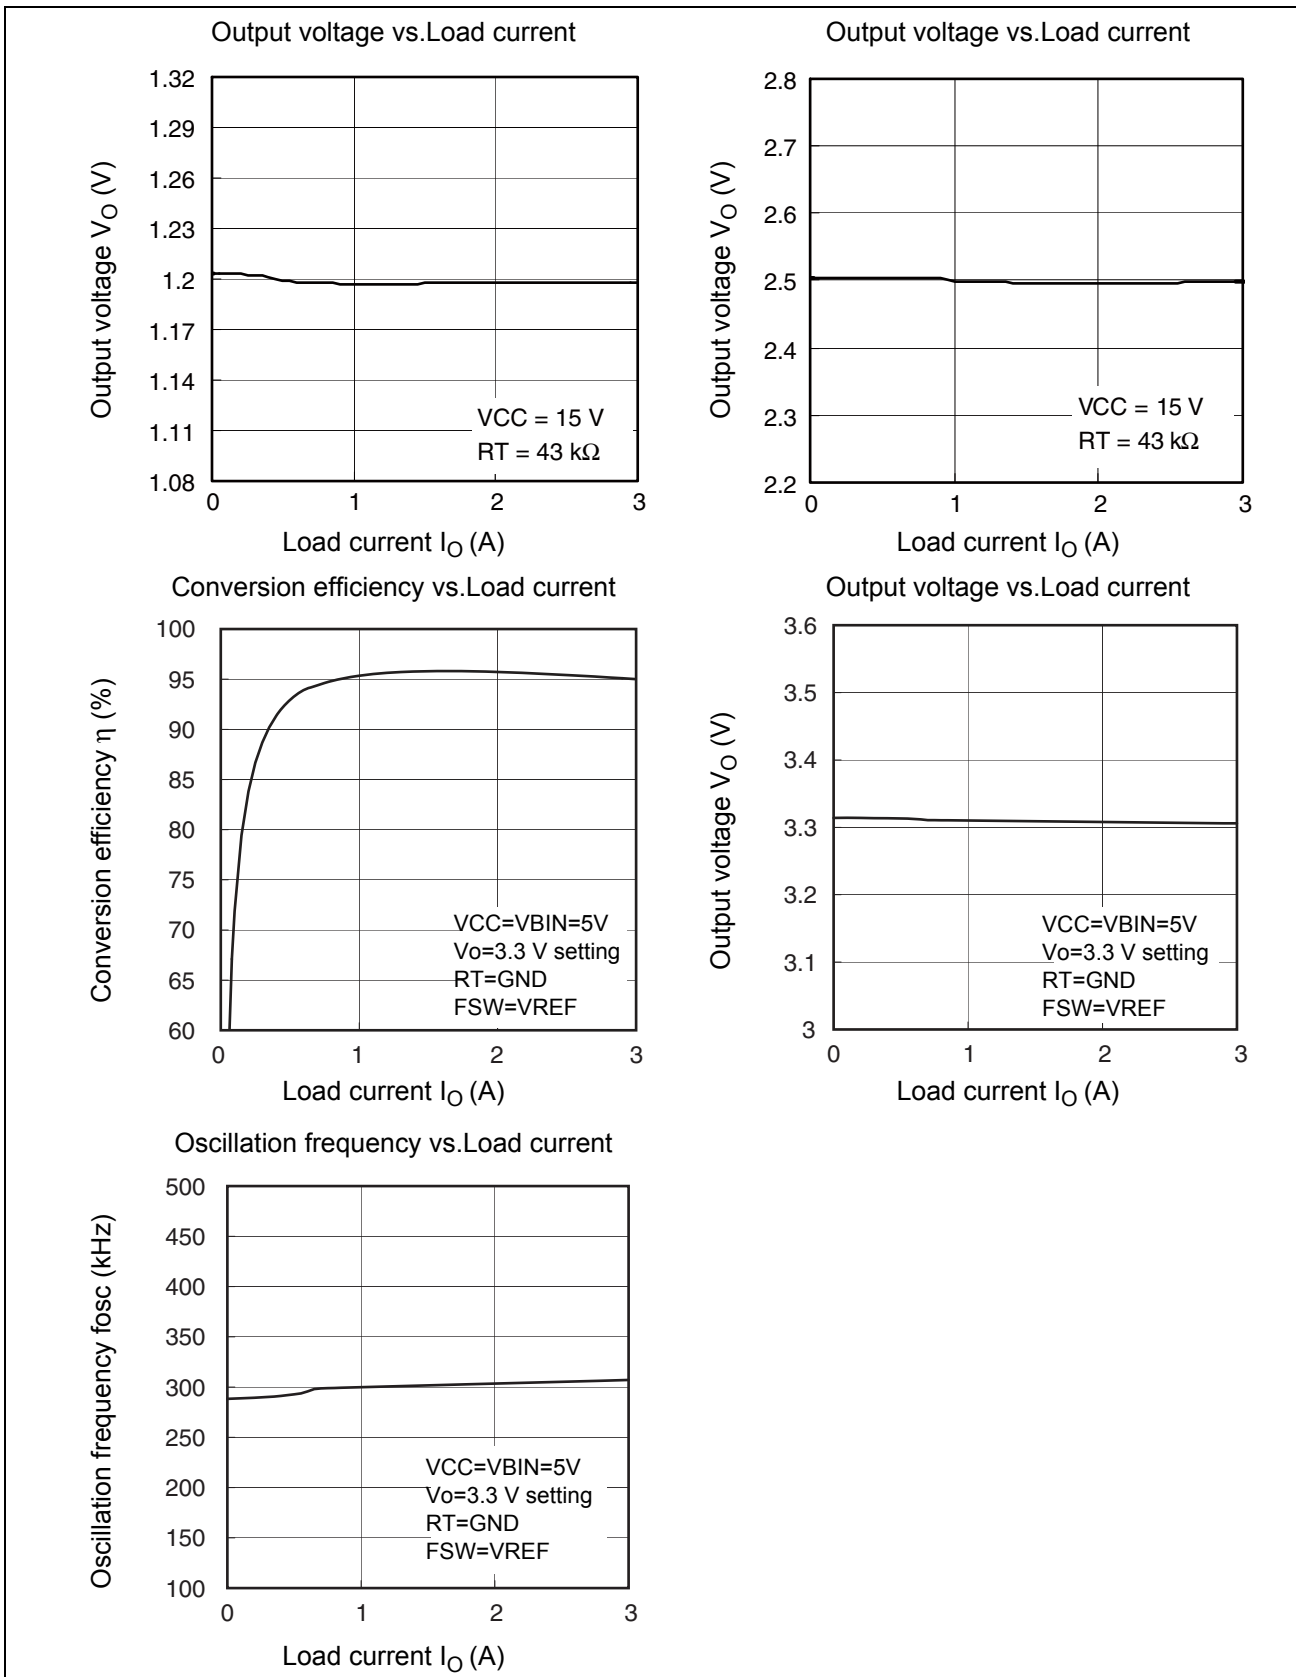 Output voltage vs.Load current
Output voltage VO (V)
1.32
1.29
1.26
1.23
1.2
1.17
1.14
1.11
1.08
VCC = 15 V
RT = 43 kΩ
0 1 2 3
Load current IO (A)
Output voltage vs.Load current
Output voltage VO (V)
2.8
2.7
2.6
2.5
2.4
2.3
2.2
VCC = 15 V
RT = 43 kΩ
0 1 2 3
Load current IO (A)
Conversion efficiency vs.Load current
Conversion efficiency η (%)
100
95
90
85
80
75
70
65
60
VCC=VBIN=5V
Vo=3.3 V setting
RT=GND
FSW=VREF
0 1 2 3
Load current IO (A)
Output voltage vs.Load current
Output voltage VO (V)
3.6
3.5
3.4
3.3
3.2
3.1
3
VCC=VBIN=5V
Vo=3.3 V setting
RT=GND
FSW=VREF
0 1 2 3
Load current IO (A)
Oscillation frequency vs.Load current
Oscillation frequency fosc (kHz)
500
450
400
350
300
250
200
150
100
VCC=VBIN=5V
Vo=3.3 V setting
RT=GND
FSW=VREF
0 1 2 3
Load current IO (A)